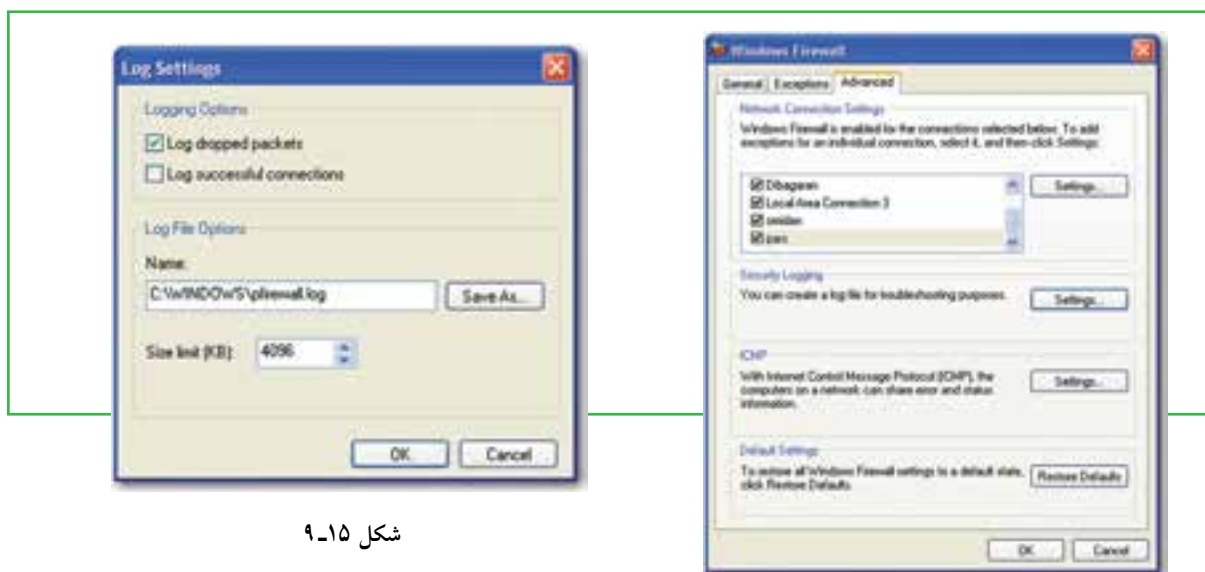 Log Settings
Logging Options
Log dropped packets
Log successful connections
Log File Options
Name:
C:\WINDOWS\pfirewall.log
Save As...
Size limit (KB):
4096
OK
Cancel
شکل ۱۵ـ۹
Windows Firewall
General
Exceptions
Advanced
Network Connection Settings
Windows Firewall is enabled for the connections selected below. To add
exceptions for an individual connection, select it, and then click Settings:
Dibagaran
Local Area Connection 3
omidan
pars
Settings...
Security Logging
You can create a log file for troubleshooting purposes.
Settings...
ICMP
With Internet Control Message Protocol (ICMP), the
computers on a network can share error and status
information.
Settings...
Default Settings
To restore all Windows Firewall settings to a default state,
click Restore Defaults.
Restore Defaults
OK
Cancel